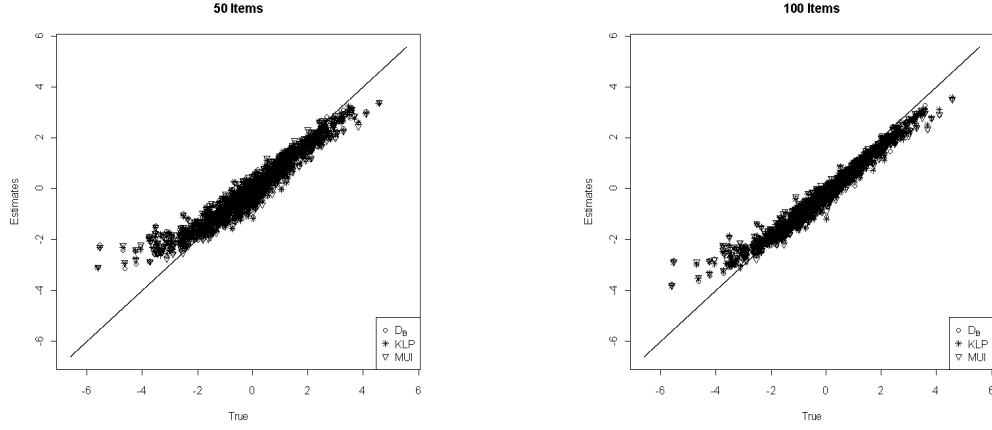 50 Items
Estimates
6
4
2
0
-2
-4
-6
-6 -4 -2 0 2 4 6
True
D_B
KLP
MUI
100 Items
Estimates
6
4
2
0
-2
-4
-6
-6 -4 -2 0 2 4 6
True
D_B
KLP
MUI